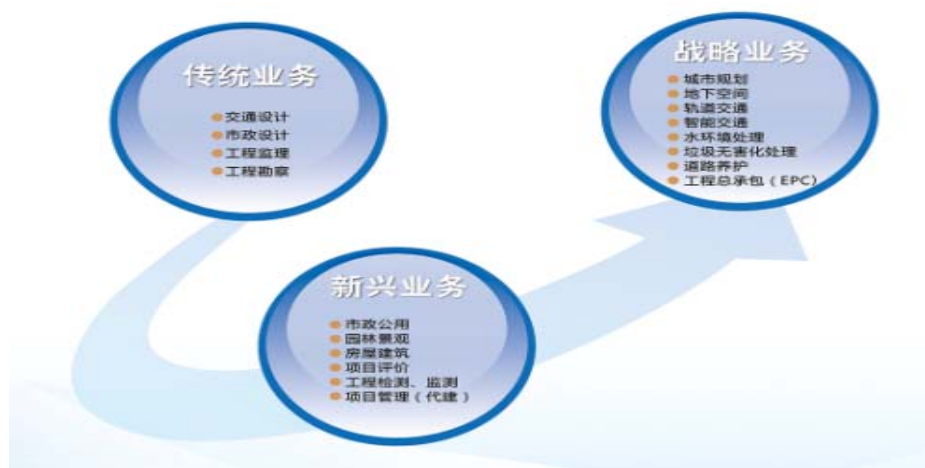 传统业务
交通设计
市政设计
工程监理
工程勘察
新兴业务
市政公用
园林景观
房屋建筑
项目评价
工程检测、监测
项目管理（代建）
战略业务
城市规划
地下空间
轨道交通
智能交通
水环境处理
垃圾无害化处理
道路养护
工程总承包（EPC）